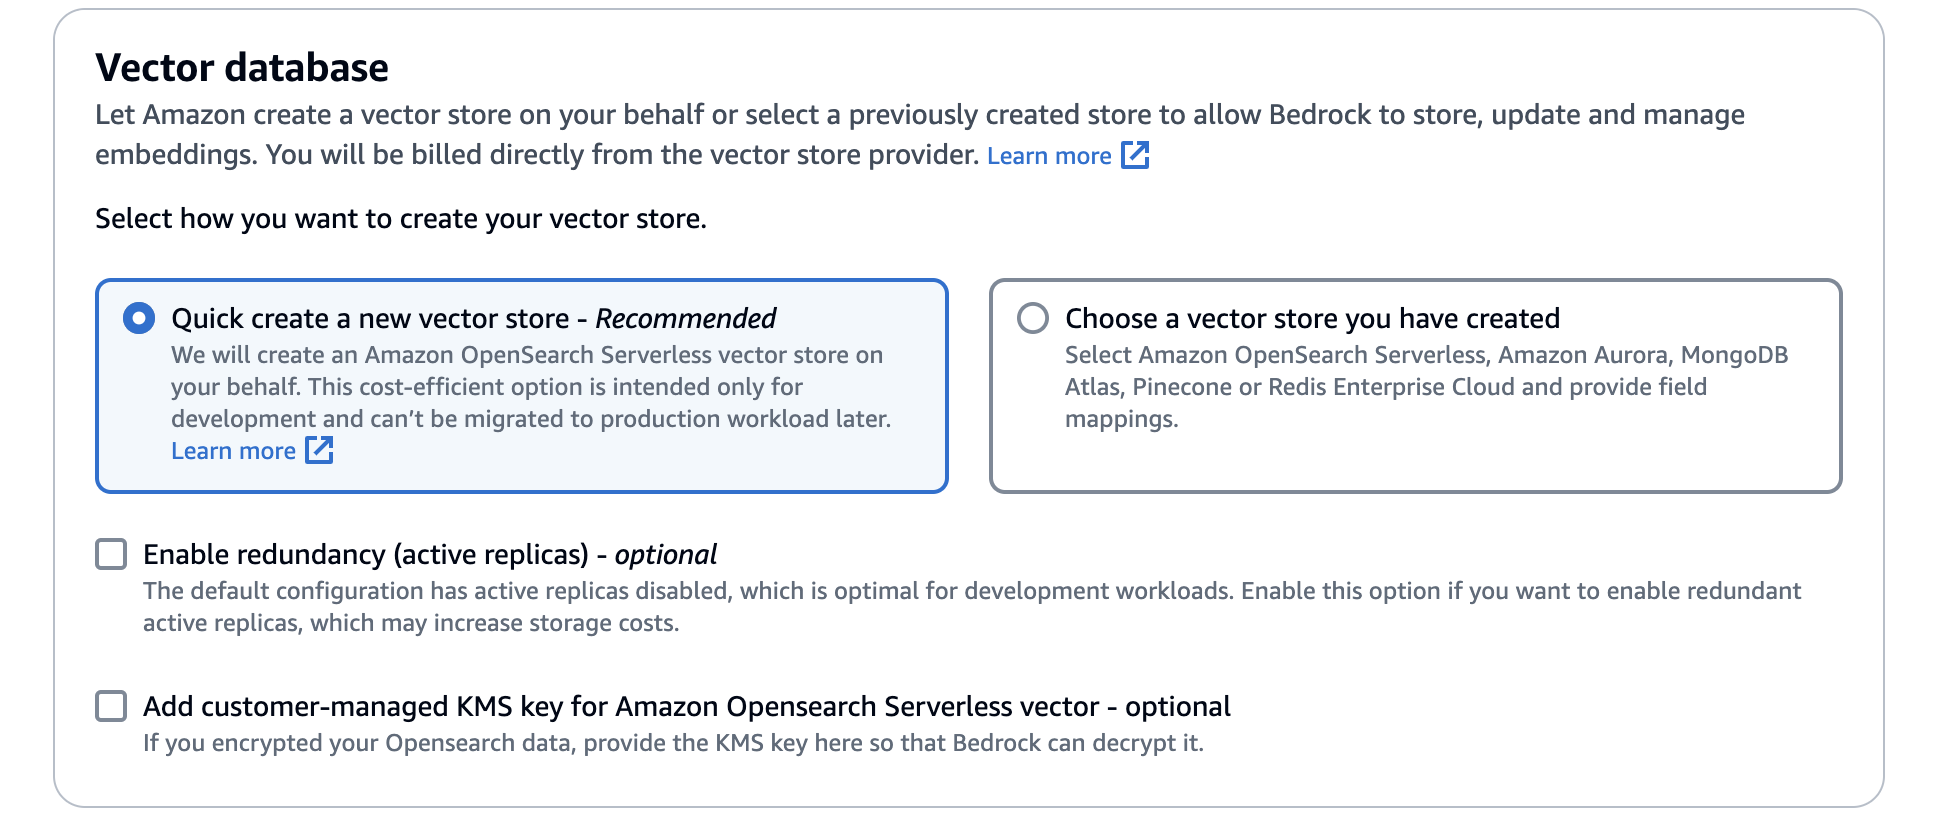 Vector database
Let Amazon create a vector store on your behalf or select a previously created store to allow Bedrock to store, update and manage
embeddings. You will be billed directly from the vector store provider. Learn more
Select how you want to create your vector store.
Quick create a new vector store - Recommended
We will create an Amazon OpenSearch Serverless vector store on
your behalf. This cost-efficient option is intended only for
development and can’t be migrated to production workload later.
Learn more
Choose a vector store you have created
Select Amazon OpenSearch Serverless, Amazon Aurora, MongoDB
Atlas, Pinecone or Redis Enterprise Cloud and provide field
mappings.
Enable redundancy (active replicas) - optional
The default configuration has active replicas disabled, which is optimal for development workloads. Enable this option if you want to enable redundant
active replicas, which may increase storage costs.
Add customer-managed KMS key for Amazon Opensearch Serverless vector - optional
If you encrypted your Opensearch data, provide the KMS key here so that Bedrock can decrypt it.